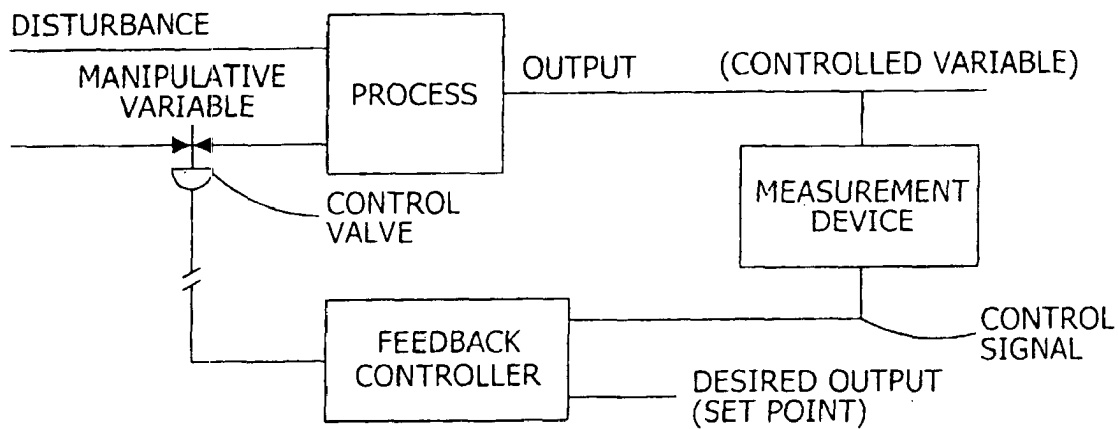 DISTURBANCE
MANIPULATIVE
VARIABLE
PROCESS
OUTPUT
(CONTROLLED VARIABLE)
MEASUREMENT
DEVICE
CONTROL
VALVE
FEEDBACK
CONTROLLER
CONTROL
SIGNAL
DESIRED OUTPUT
(SET POINT)